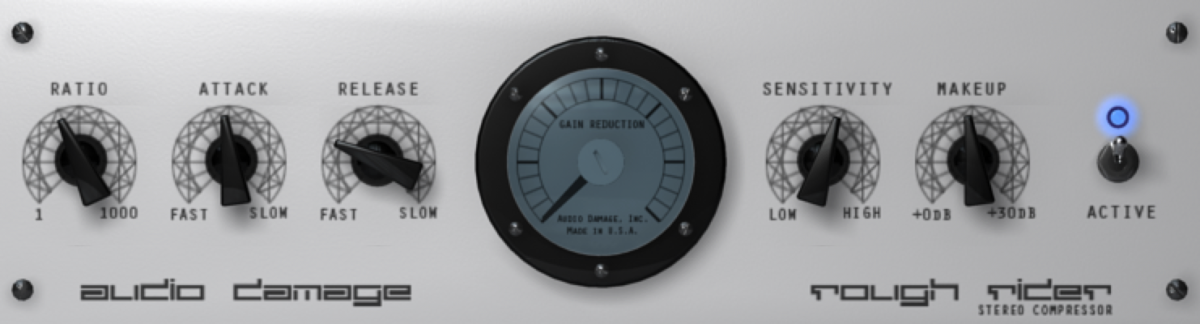 RATIO
ATTACK
RELEASE
SENSITIVITY
MAKEUP
GAIN REDUCTION
1
1000
FAST
SLOW
FAST
SLOW
LOW
HIGH
+0DB
+30DB
ACTIVE
AUDIO DAMAGE, INC.
MADE IN U.S.A.
audio damage
rough rider
STEREO COMPRESSOR